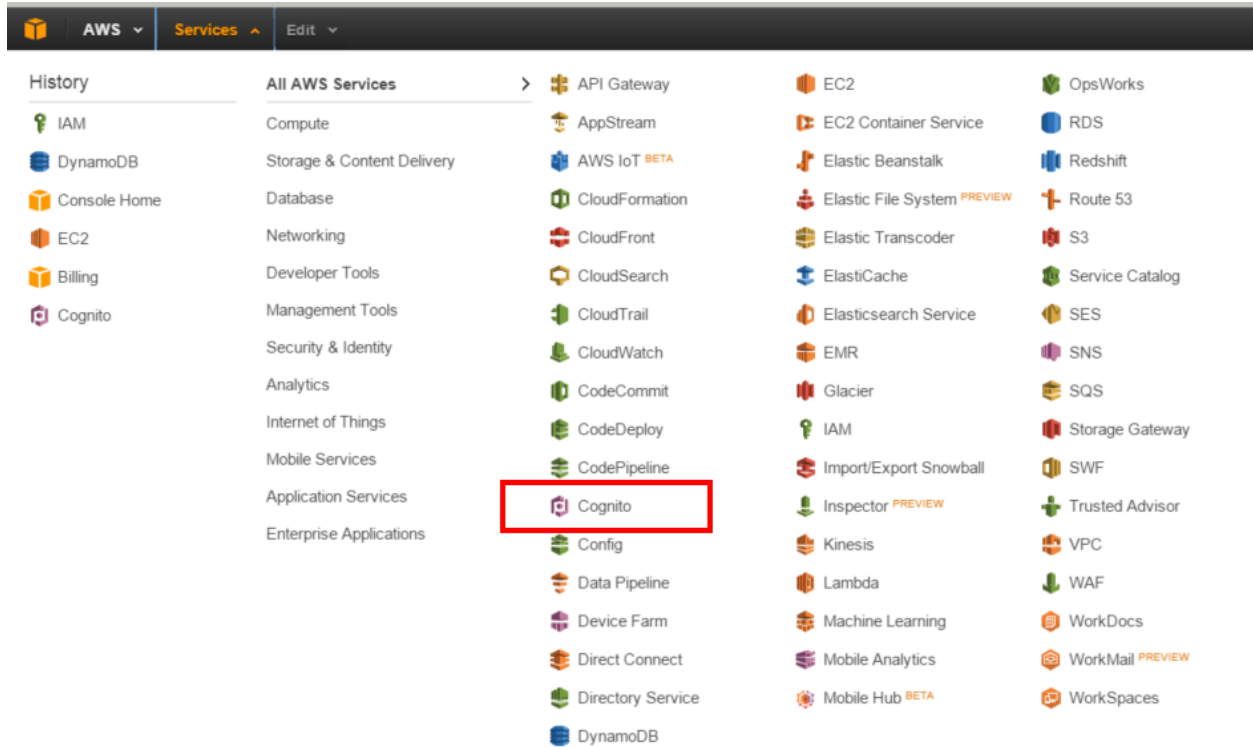 AWS
Services
Edit
History
IAM
DynamoDB
Console Home
EC2
Billing
Cognito
All AWS Services
Compute
Storage & Content Delivery
Database
Networking
Developer Tools
Management Tools
Security & Identity
Analytics
Internet of Things
Mobile Services
Application Services
Enterprise Applications
API Gateway
AppStream
AWS IoT BETA
CloudFormation
CloudFront
CloudSearch
CloudTrail
CloudWatch
CodeCommit
CodeDeploy
CodePipeline
Cognito
Config
Data Pipeline
Device Farm
Direct Connect
Directory Service
DynamoDB
EC2
EC2 Container Service
Elastic Beanstalk
Elastic File System PREVIEW
Elastic Transcoder
ElastiCache
Elasticsearch Service
EMR
Glacier
IAM
Import/Export Snowball
Inspector PREVIEW
Kinesis
Lambda
Machine Learning
Mobile Analytics
Mobile Hub BETA
OpsWorks
RDS
Redshift
Route 53
S3
Service Catalog
SES
SNS
SQS
Storage Gateway
SWF
Trusted Advisor
VPC
WAF
WorkDocs
WorkMail PREVIEW
WorkSpaces